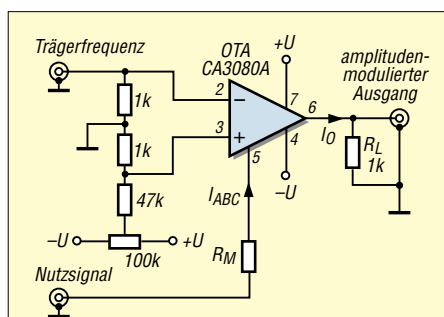 Trägerfrequenz
OTA
CA3080A
+U
amplituden-
modulierter
Ausgang
1k
2
–
7
6
1k
3
+
4
I_O
R_L
1k
5
47k
I_ABC
–U
–U
+U
100k
R_M
Nutzsignal